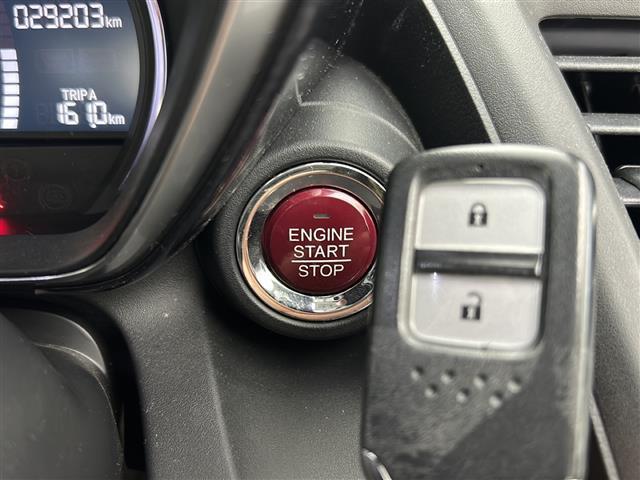 029203km
TRIP A
161.0km
ENGINE
START
STOP